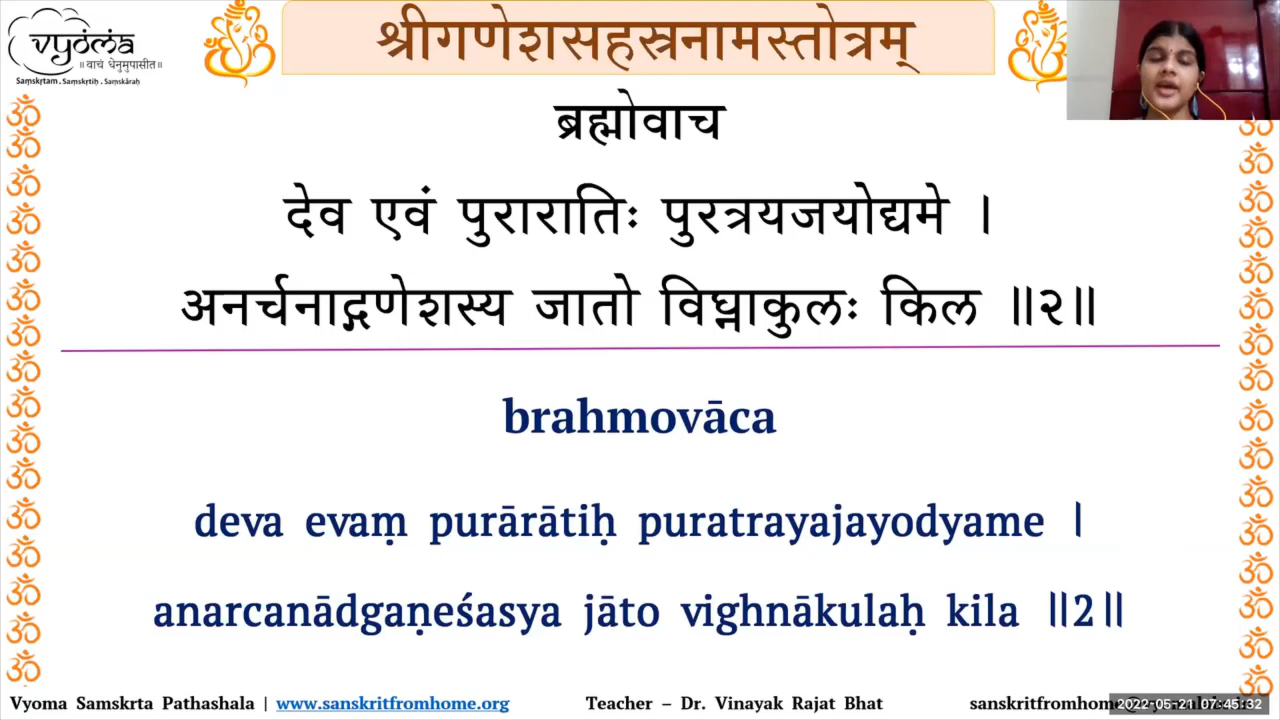 vyoma
॥वाचं धेनुमुपासीत॥
Saṃskṛtam . Saṃskṛtiḥ . Saṃskārāḥ
श्रीगणेशसहस्रनामस्तोत्रम्
ब्रह्मोवाच
देव एवं पुरारातिः पुरत्रयजयोद्यमे ।
अनर्चनाद्गणेशस्य जातो विघ्नाकुलः किल ॥२॥
brahmovāca
deva evaṃ purārātiḥ puratrayajayodyame |
anarcanādgaṇeśasya jāto vighnākulaḥ kila ||2||
Vyoma Samskrta Pathashala | www.sanskritfromhome.org
Teacher – Dr. Vinayak Rajat Bhat
2022-05-21 07:45:32